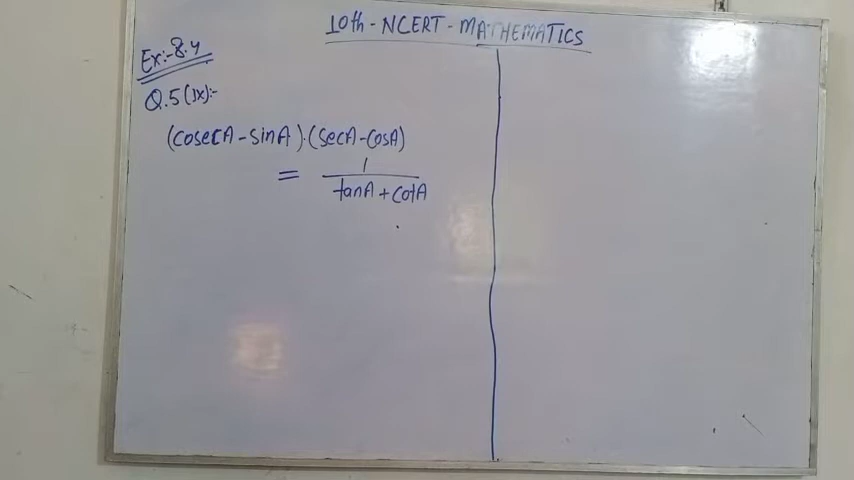 10th-NCERT-MATHEMATICS
Ex:-8.4
Q.5(IX):-
(cosecA-sinA).(secA-cosA)
= 1/(tanA+cotA)